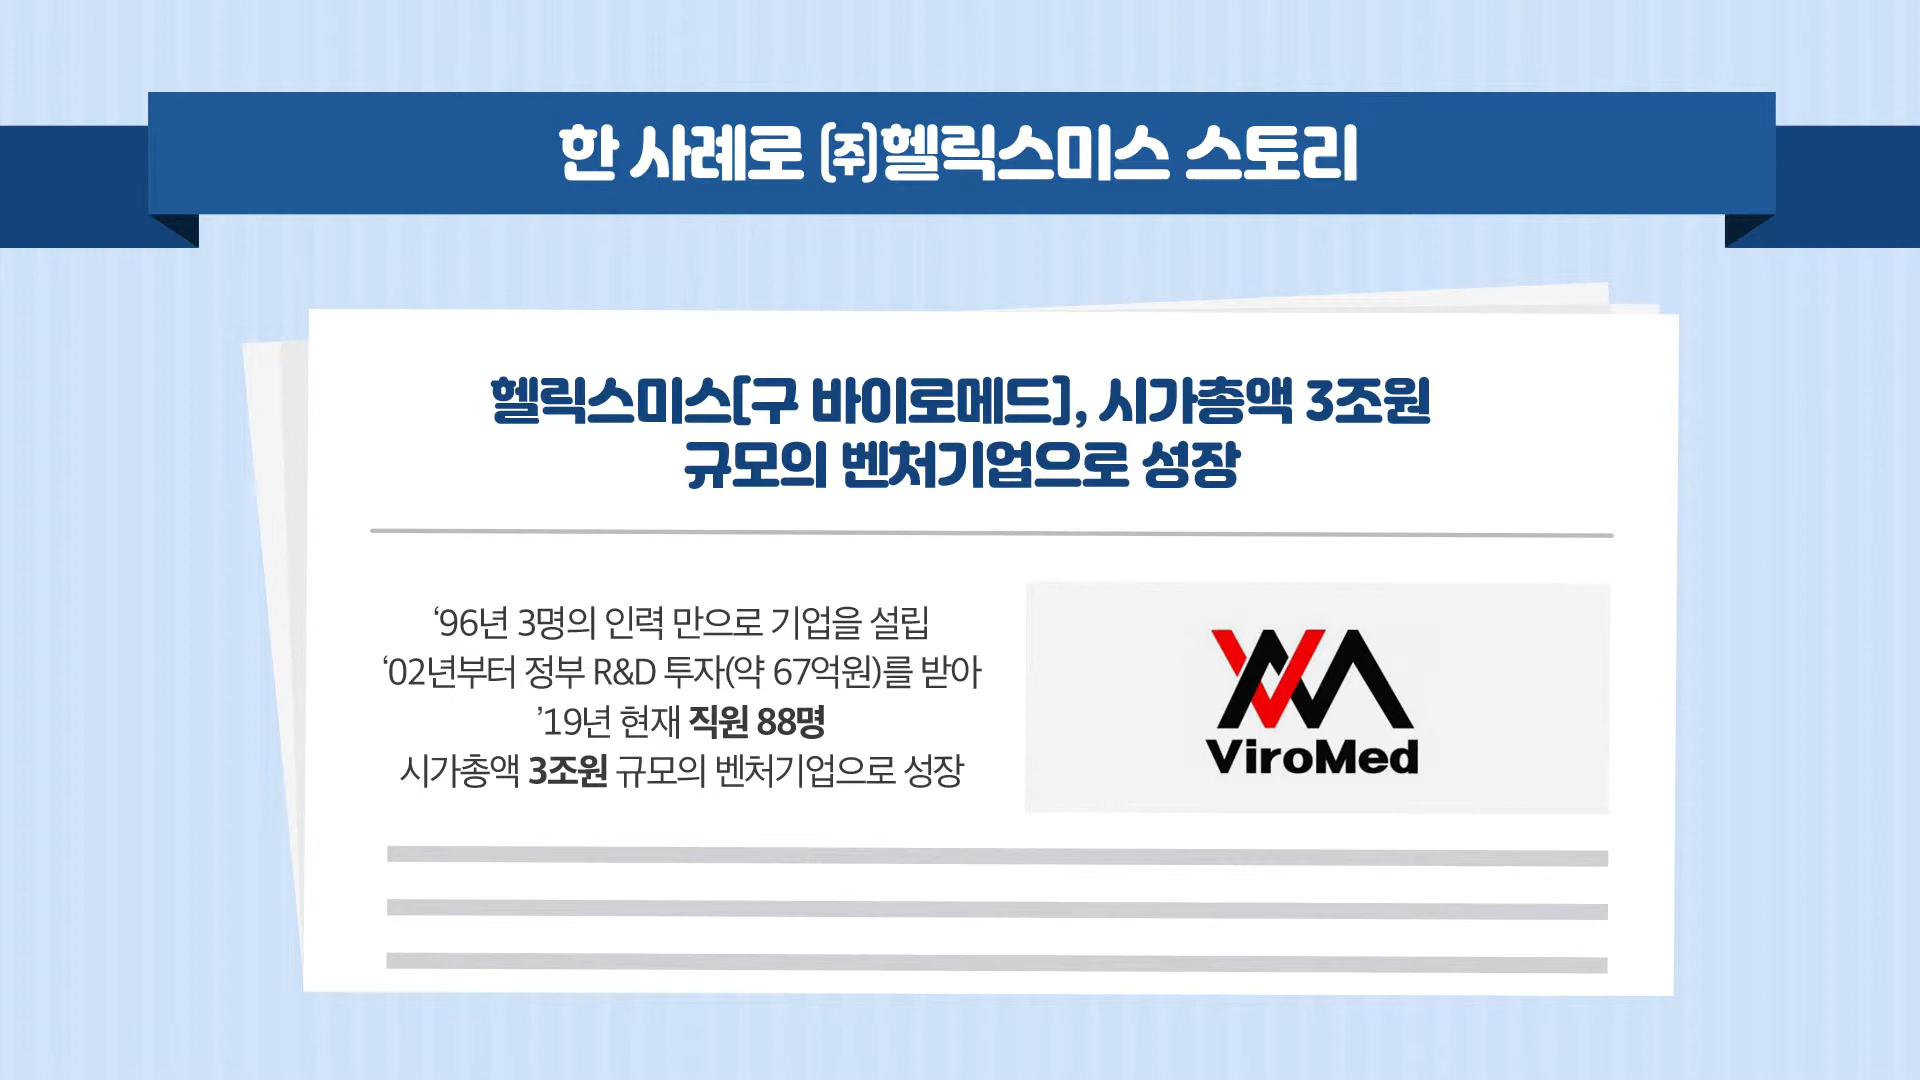 한 사례로 ㈜헬릭스미스 스토리
헬릭스미스[구 바이로메드], 시가총액 3조원
규모의 벤처기업으로 성장
‘96년 3명의 인력 만으로 기업을 설립
‘02년부터 정부 R&D 투자(약 67억원)를 받아
’19년 현재 직원 88명
시가총액 3조원 규모의 벤처기업으로 성장
ViroMed